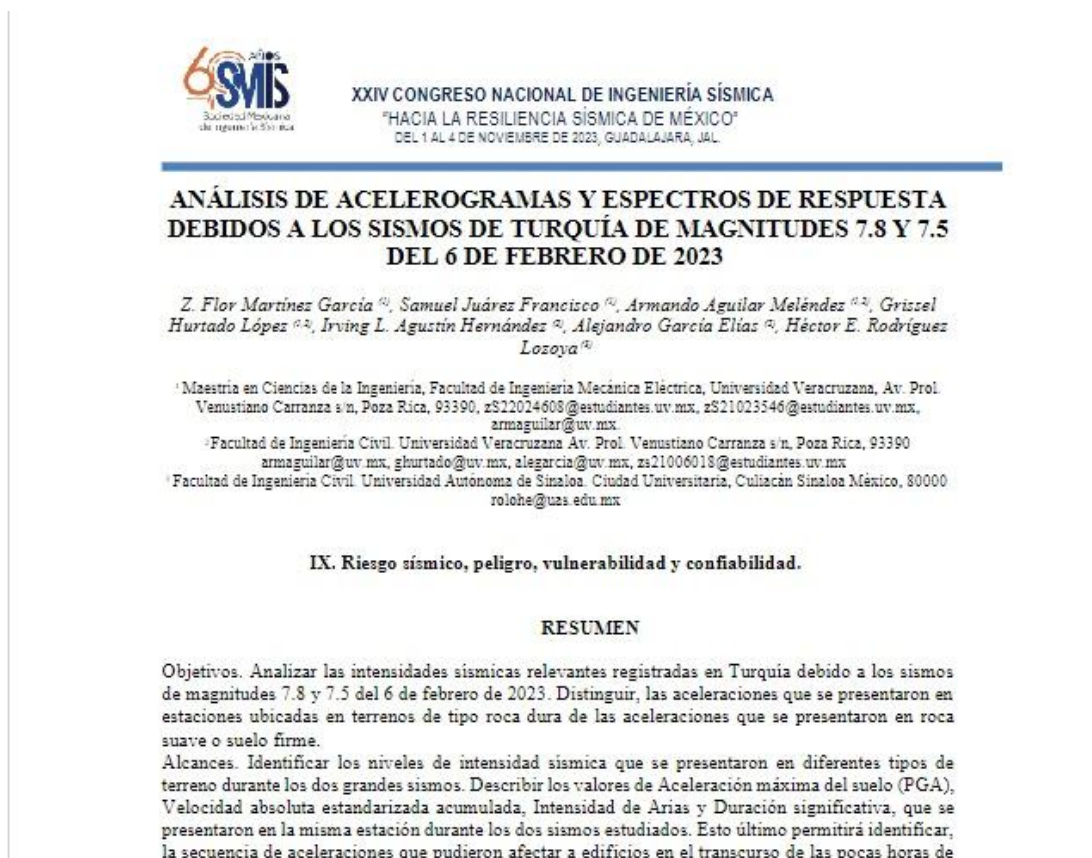 6 AÑOS
SMIS
Sociedad Mexicana
de Ingeniería Sísmica
XXIV CONGRESO NACIONAL DE INGENIERÍA SÍSMICA
"HACIA LA RESILIENCIA SÍSMICA DE MÉXICO"
DEL 1 AL 4 DE NOVIEMBRE DE 2023, GUADALAJARA, JAL.
ANÁLISIS DE ACELEROGRAMAS Y ESPECTROS DE RESPUESTA
DEBIDOS A LOS SISMOS DE TURQUÍA DE MAGNITUDES 7.8 Y 7.5
DEL 6 DE FEBRERO DE 2023
Z. Flor Martínez García, Samuel Juárez Francisco, Armando Aguilar Meléndez, Grissel
Hurtado López, Irving L. Agustín Hernández, Alejandro García Elías, Héctor E. Rodríguez
Lozoya
Maestría en Ciencias de la Ingeniería, Facultad de Ingeniería Mecánica Eléctrica, Universidad Veracruzana, Av. Prol.
Venustiano Carranza s/n, Poza Rica, 93390, zS22024608@estudiantes.uv.mx, zS21023546@estudiantes.uv.mx,
armaguilar@uv.mx.
Facultad de Ingeniería Civil. Universidad Veracruzana Av. Prol. Venustiano Carranza s/n, Poza Rica, 93390
armaguilar@uv.mx, ghurtado@uv.mx, alegarcia@uv.mx, zs21006018@estudiantes.uv.mx
Facultad de Ingeniería Civil. Universidad Autónoma de Sinaloa. Ciudad Universitaria, Culiacán Sinaloa México, 80000
rolohe@uas.edu.mx
IX. Riesgo sísmico, peligro, vulnerabilidad y confiabilidad.
RESUMEN
Objetivos. Analizar las intensidades sísmicas relevantes registradas en Turquía debido a los sismos
de magnitudes 7.8 y 7.5 del 6 de febrero de 2023. Distinguir, las aceleraciones que se presentaron en
estaciones ubicadas en terrenos de tipo roca dura de las aceleraciones que se presentaron en roca
suave o suelo firme.
Alcances. Identificar los niveles de intensidad sísmica que se presentaron en diferentes tipos de
terreno durante los dos grandes sismos. Describir los valores de Aceleración máxima del suelo (PGA),
Velocidad absoluta estandarizada acumulada, Intensidad de Arias y Duración significativa, que se
presentaron en la misma estación durante los dos sismos estudiados. Esto último permitirá identificar,
la secuencia de aceleraciones que pudieron afectar a edificios en el transcurso de las pocas horas de